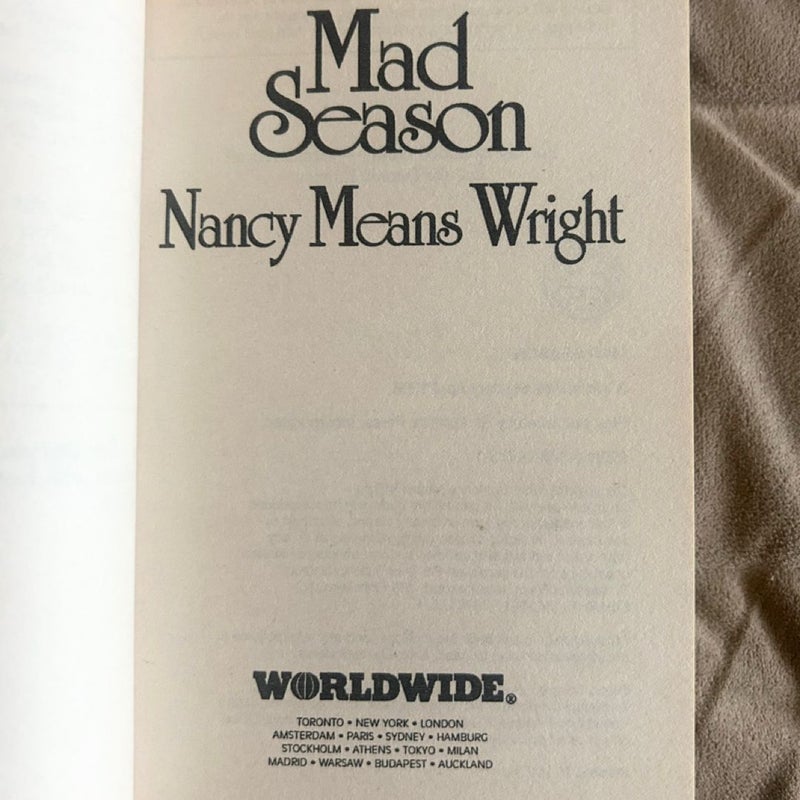 Mad
Season
Nancy Means Wright
WORLDWIDE®
TORONTO • NEW YORK • LONDON
AMSTERDAM • PARIS • SYDNEY • HAMBURG
STOCKHOLM • ATHENS • TOKYO • MILAN
MADRID • WARSAW • BUDAPEST • AUCKLAND